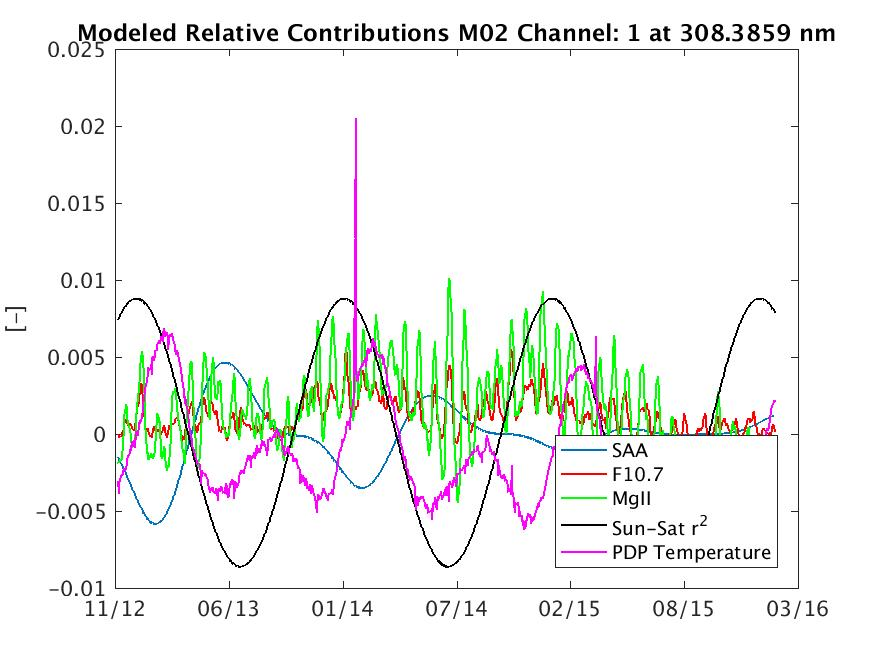 Modeled Relative Contributions M02 Channel: 1 at 308.3859 nm
0.025
0.02
0.015
0.01
0.005
0
−0.005
−0.01
[−]
11/12 06/13 01/14 07/14 02/15 08/15 03/16
SAA
F10.7
MgII
Sun−Sat r²
PDP Temperature